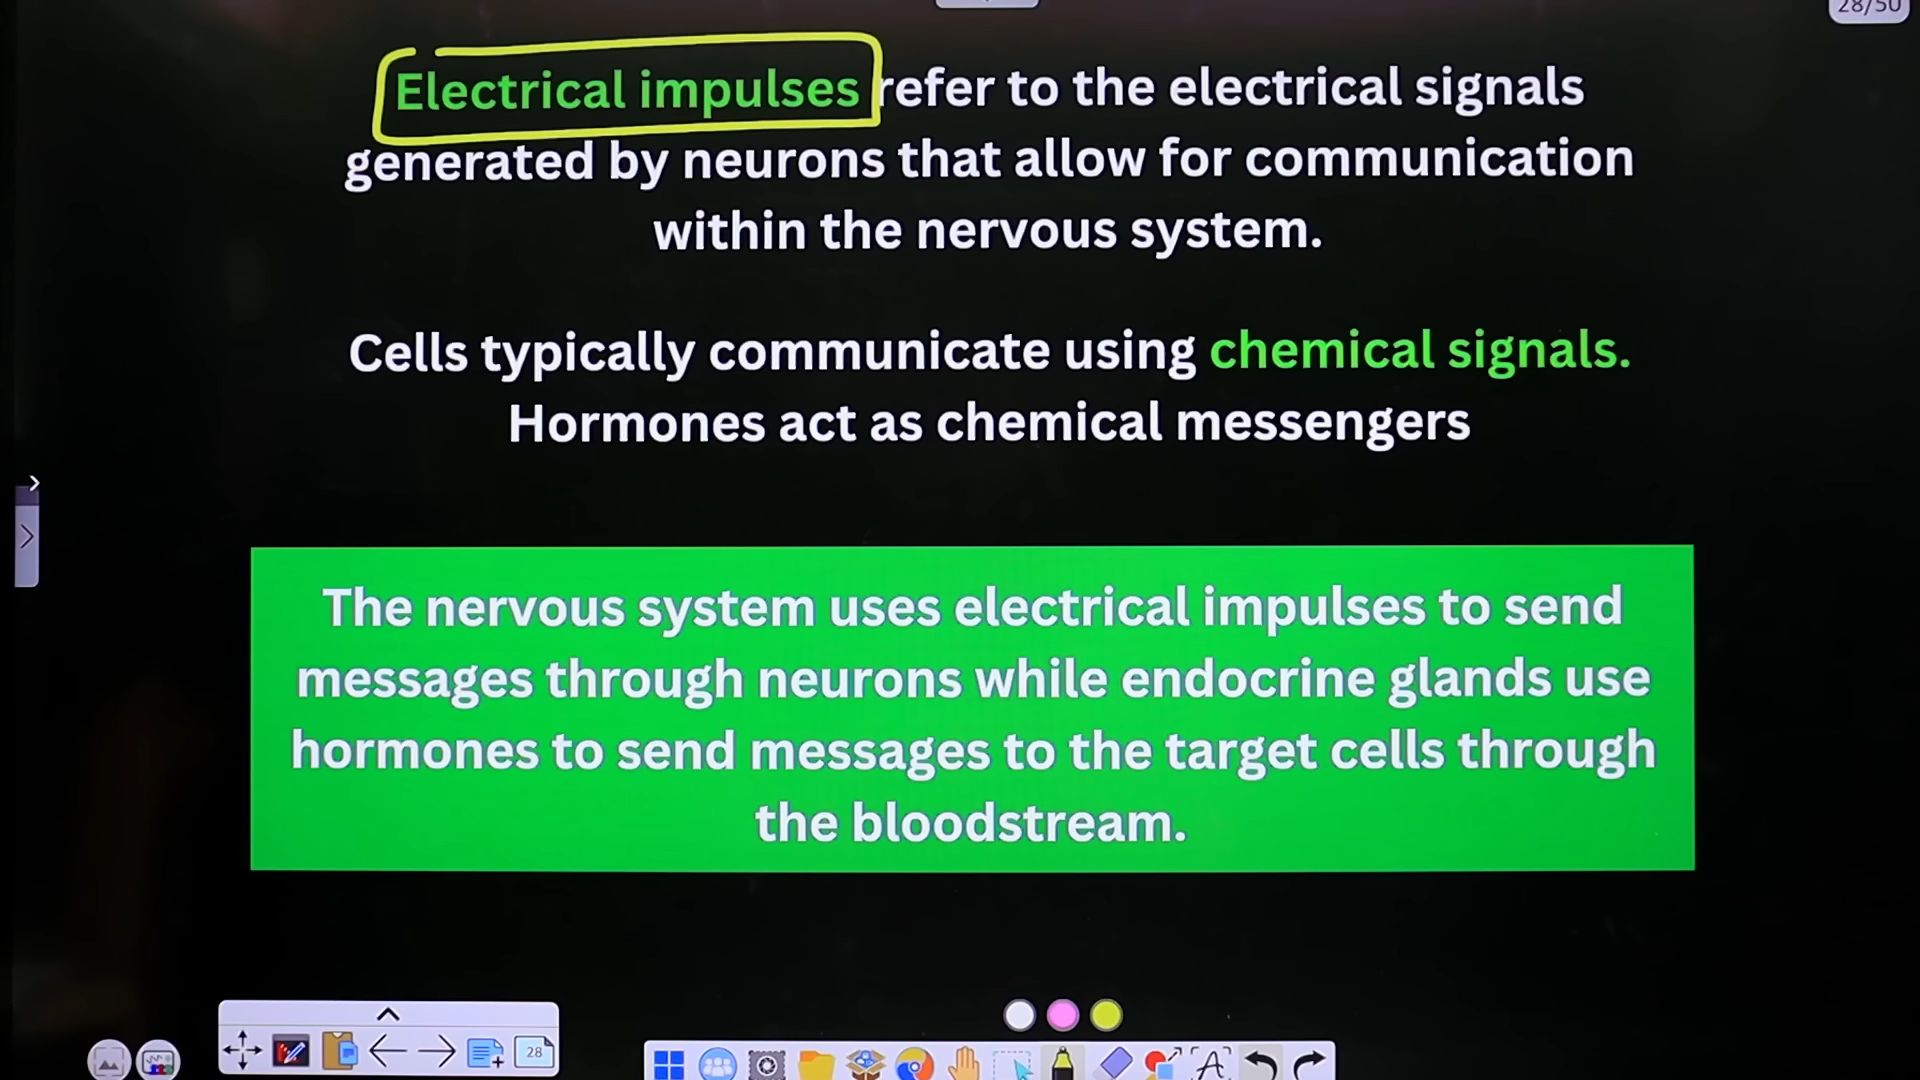 28/50
Electrical impulses refer to the electrical signals
generated by neurons that allow for communication
within the nervous system.
Cells typically communicate using chemical signals.
Hormones act as chemical messengers
The nervous system uses electrical impulses to send
messages through neurons while endocrine glands use
hormones to send messages to the target cells through
the bloodstream.
28